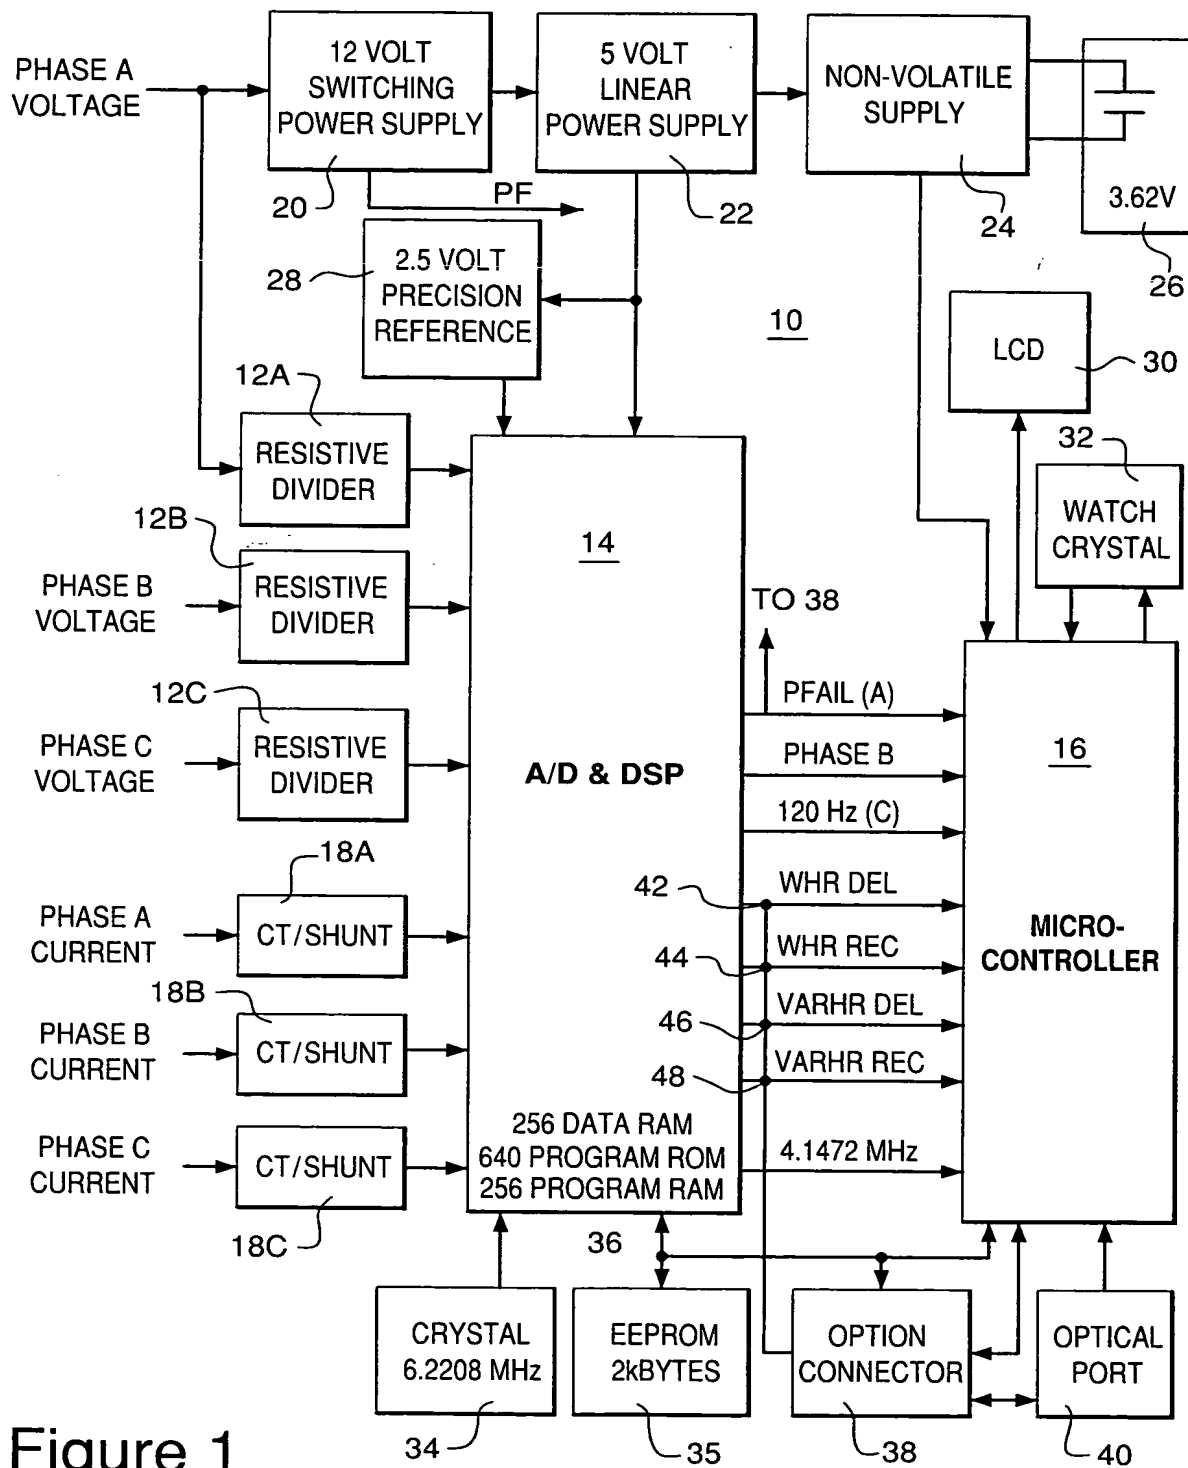 PHASE A
VOLTAGE
12 VOLT
SWITCHING
POWER SUPPLY
20
PF
5 VOLT
LINEAR
POWER SUPPLY
22
NON-VOLATILE
SUPPLY
24
3.62V
26
28
2.5 VOLT
PRECISION
REFERENCE
10
LCD
30
12A
RESISTIVE
DIVIDER
32
WATCH
CRYSTAL
12B
PHASE B
VOLTAGE
RESISTIVE
DIVIDER
12C
PHASE C
VOLTAGE
RESISTIVE
DIVIDER
14
A/D & DSP
256 DATA RAM
640 PROGRAM ROM
256 PROGRAM RAM
TO 38
PFAIL (A)
PHASE B
120 Hz (C)
42
WHR DEL
44
WHR REC
46
VARHR DEL
48
VARHR REC
4.1472 MHz
16
MICRO-
CONTROLLER
18A
PHASE A
CURRENT
CT/SHUNT
18B
PHASE B
CURRENT
CT/SHUNT
PHASE C
CURRENT
CT/SHUNT
18C
36
CRYSTAL
6.2208 MHz
34
EEPROM
2kBYTES
35
OPTION
CONNECTOR
38
OPTICAL
PORT
40
Figure 1